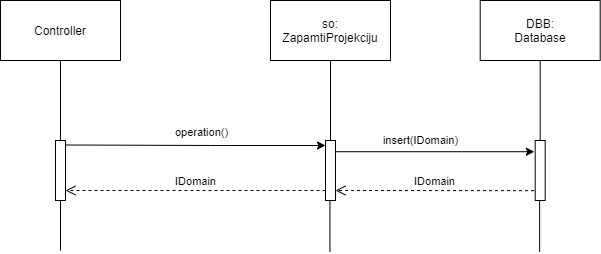 Controller
so:
ZapamtiProjekciju
DBB:
Database
operation()
insert(IDomain)
IDomain
IDomain